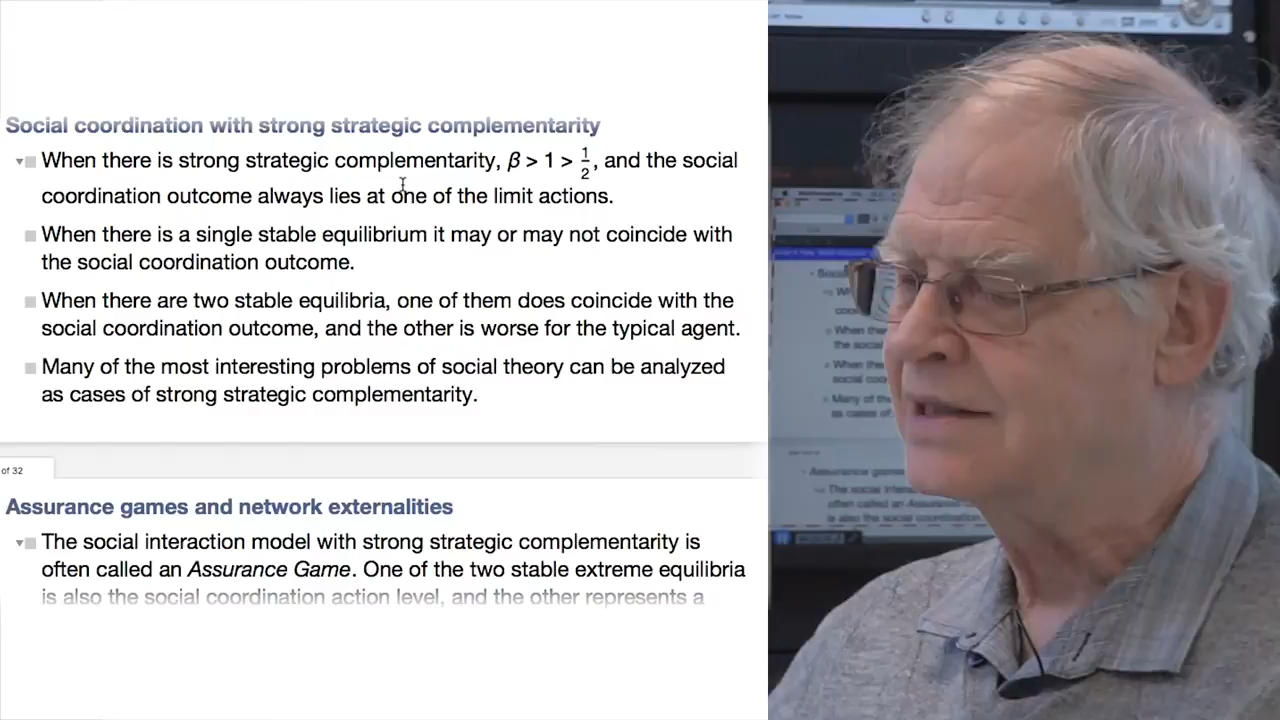 Social coordination with strong strategic complementarity
When there is strong strategic complementarity, β > 1 > 1/2, and the social
coordination outcome always lies at one of the limit actions.
When there is a single stable equilibrium it may or may not coincide with
the social coordination outcome.
When there are two stable equilibria, one of them does coincide with the
social coordination outcome, and the other is worse for the typical agent.
Many of the most interesting problems of social theory can be analyzed
as cases of strong strategic complementarity.
of 32
Assurance games and network externalities
The social interaction model with strong strategic complementarity is
often called an Assurance Game. One of the two stable extreme equilibria
is also the social coordination action level, and the other represents a